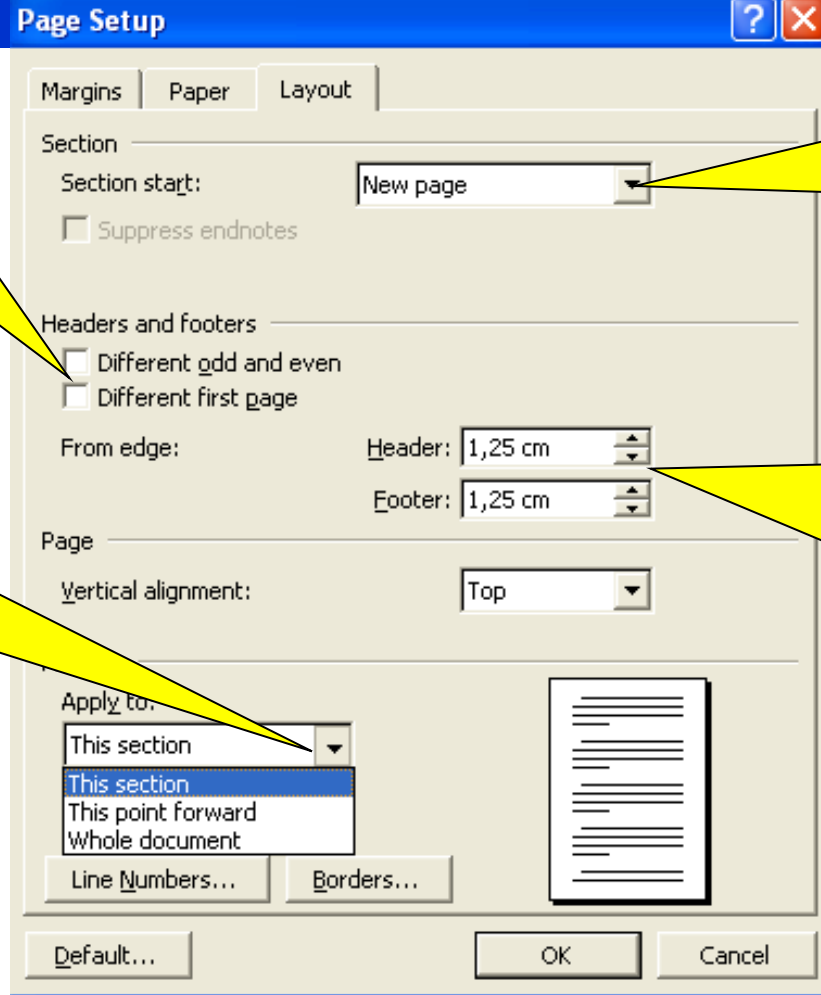 Page Setup
Margins Paper Layout
Section
Section start: New page
Suppress endnotes
Headers and footers
Different odd and even
Different first page
From edge: Header: 1,25 cm
Footer: 1,25 cm
Page
Vertical alignment: Top
Apply to:
This section
This section
This point forward
Whole document
Line Numbers... Borders...
Default... OK Cancel